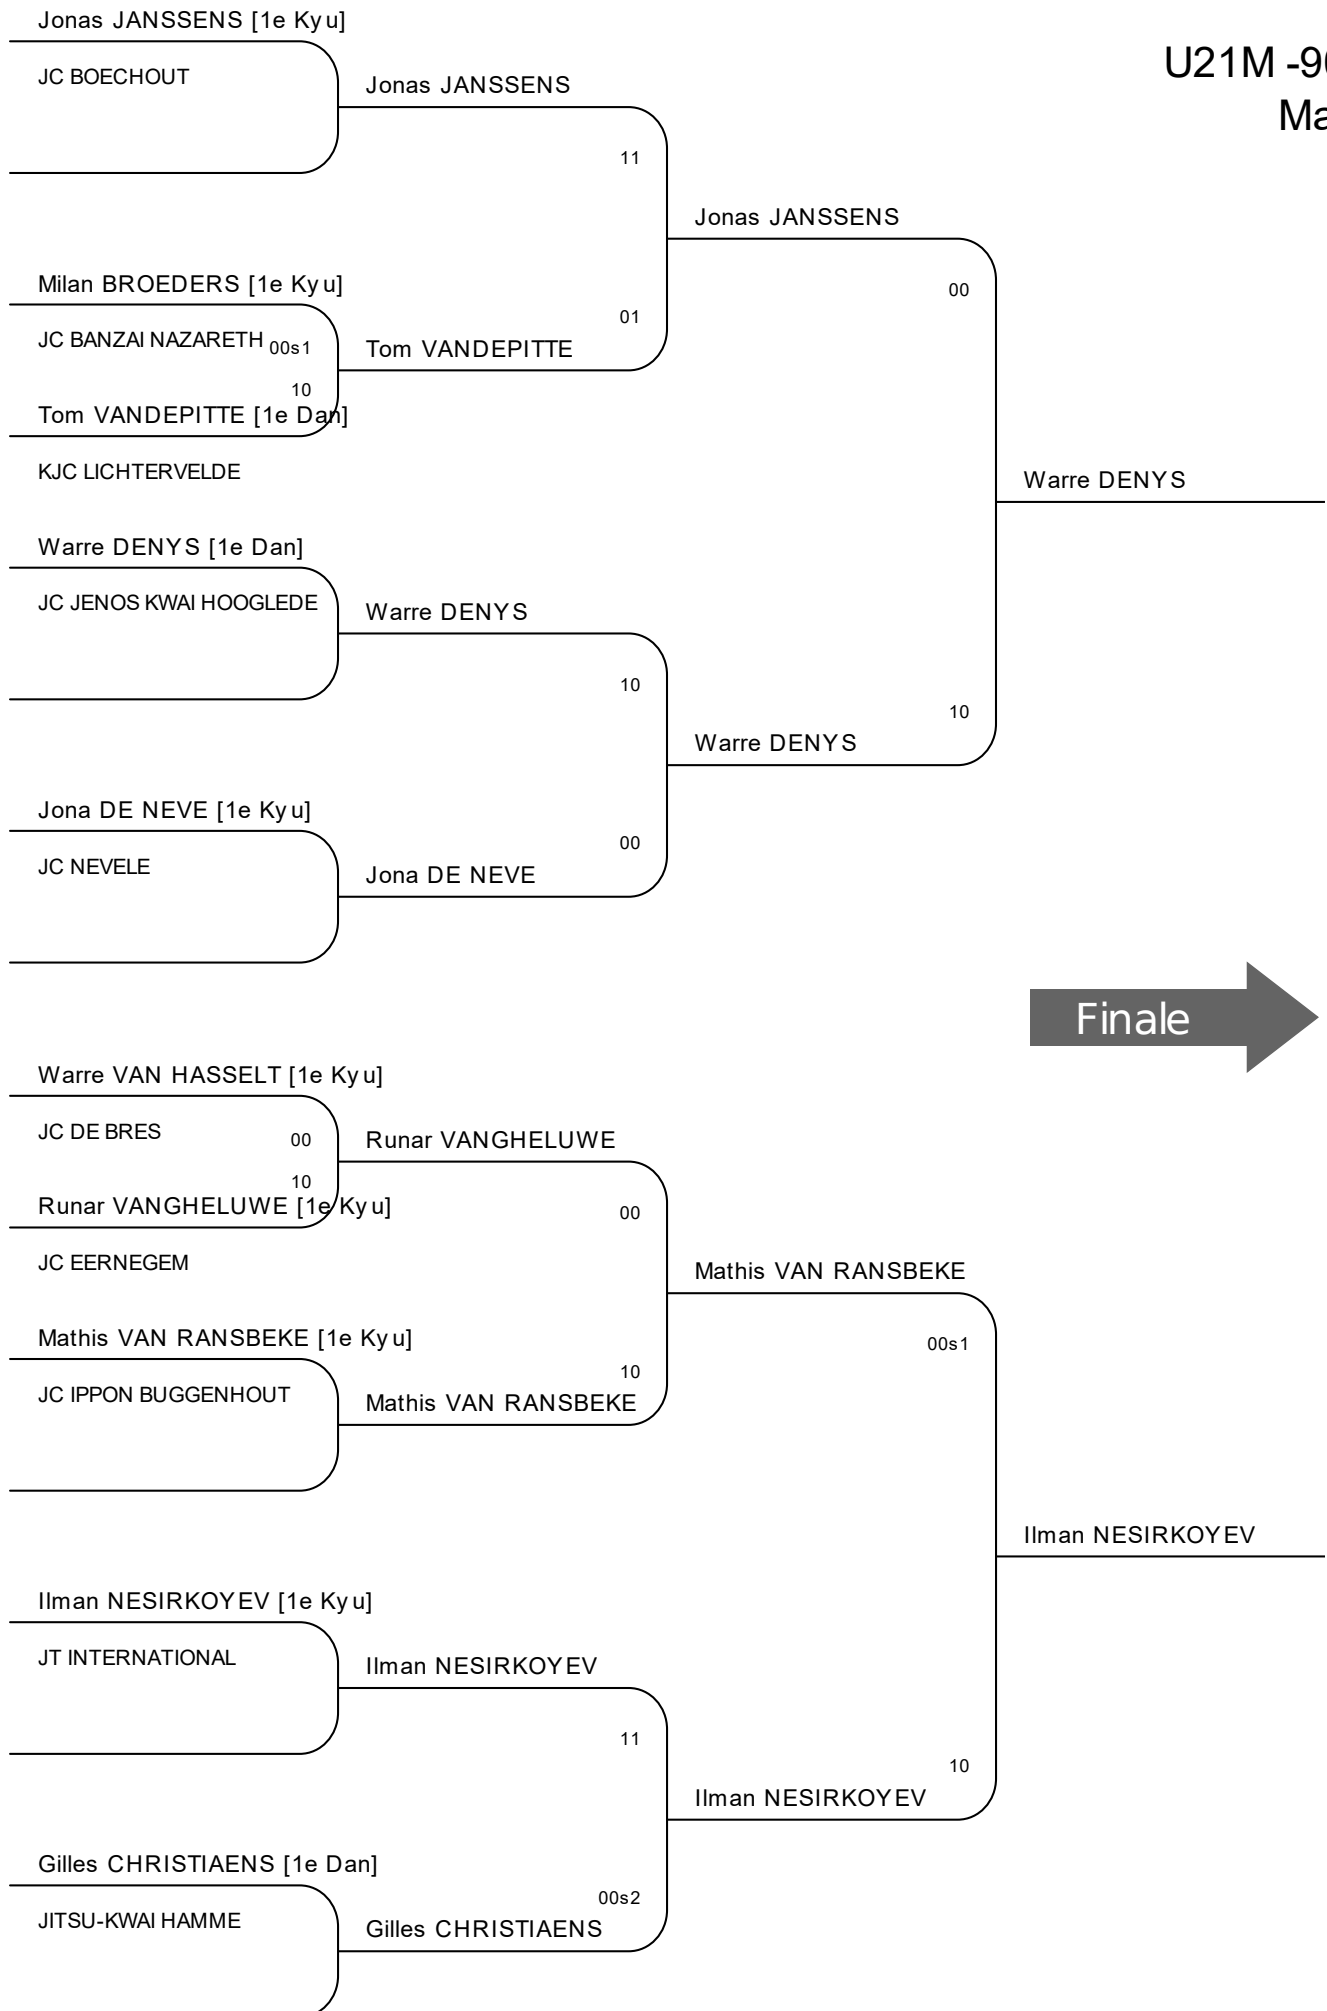 Jonas JANSSENS [1e Kyu]
JC BOECHOUT
Jonas JANSSENS
U21M
11
Jonas JANSSENS
Milan BROEDERS [1e Kyu]
00
JC BANZAI NAZARETH 00s1
01
Tom VANDEPITTE
10
Tom VANDEPITTE [1e Dan]
KJC LICHTERVELDE
Warre DENYS
Warre DENYS [1e Dan]
JC JENOS KWAI HOOGLEDE
Warre DENYS
10
10
Warre DENYS
Jona DE NEVE [1e Kyu]
00
JC NEVELE
Jona DE NEVE
Finale
Warre VAN HASSELT [1e Kyu]
JC DE BRES
00
Runar VANGHELUWE
10
Runar VANGHELUWE [1e Kyu]
00
JC EERNEGEM
Mathis VAN RANSBEKE
Mathis VAN RANSBEKE [1e Kyu]
00s1
10
JC IPPON BUGGENHOUT
Mathis VAN RANSBEKE
Ilman NESIRKOYEV
Ilman NESIRKOYEV [1e Kyu]
JT INTERNATIONAL
Ilman NESIRKOYEV
11
10
Ilman NESIRKOYEV
Gilles CHRISTIAENS [1e Dan]
00s2
JITSU-KWAI HAMME
Gilles CHRISTIAENS